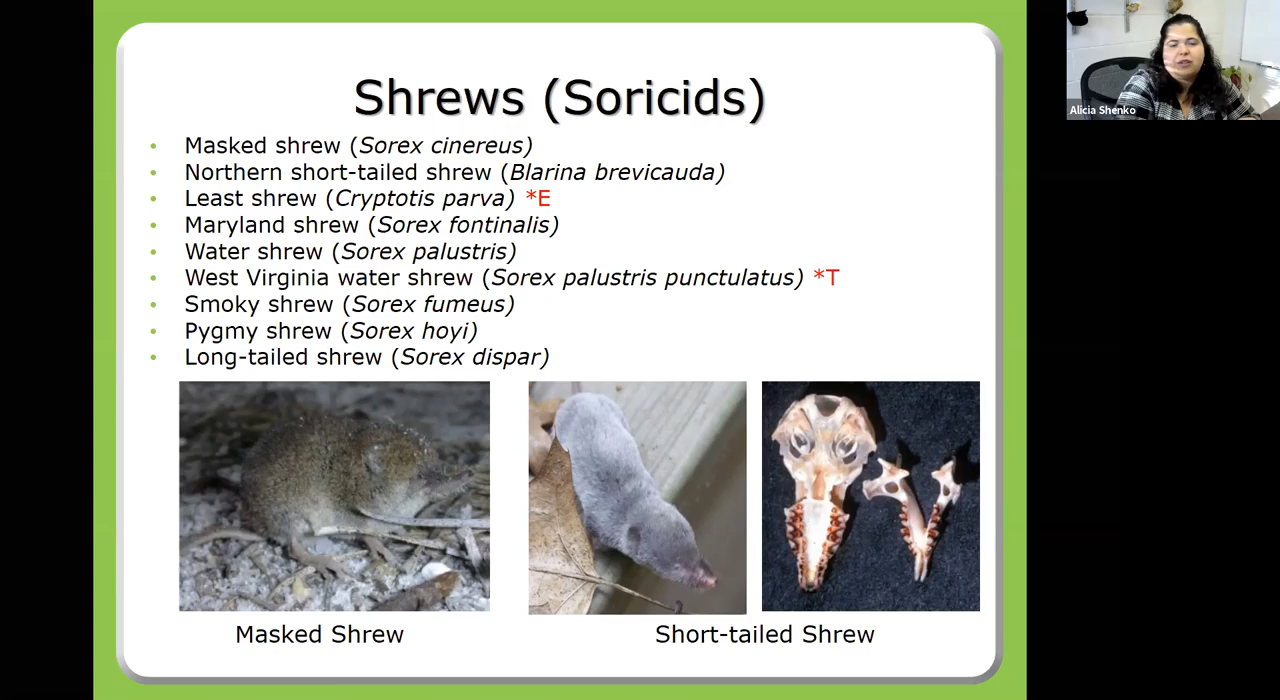 Shrews (Soricids)
• Masked shrew (Sorex cinereus)
• Northern short-tailed shrew (Blarina brevicauda)
• Least shrew (Cryptotis parva) *E
• Maryland shrew (Sorex fontinalis)
• Water shrew (Sorex palustris)
• West Virginia water shrew (Sorex palustris punctulatus) *T
• Smoky shrew (Sorex fumeus)
• Pygmy shrew (Sorex hoyi)
• Long-tailed shrew (Sorex dispar)
Masked Shrew
Short-tailed Shrew
Alicia Shenko